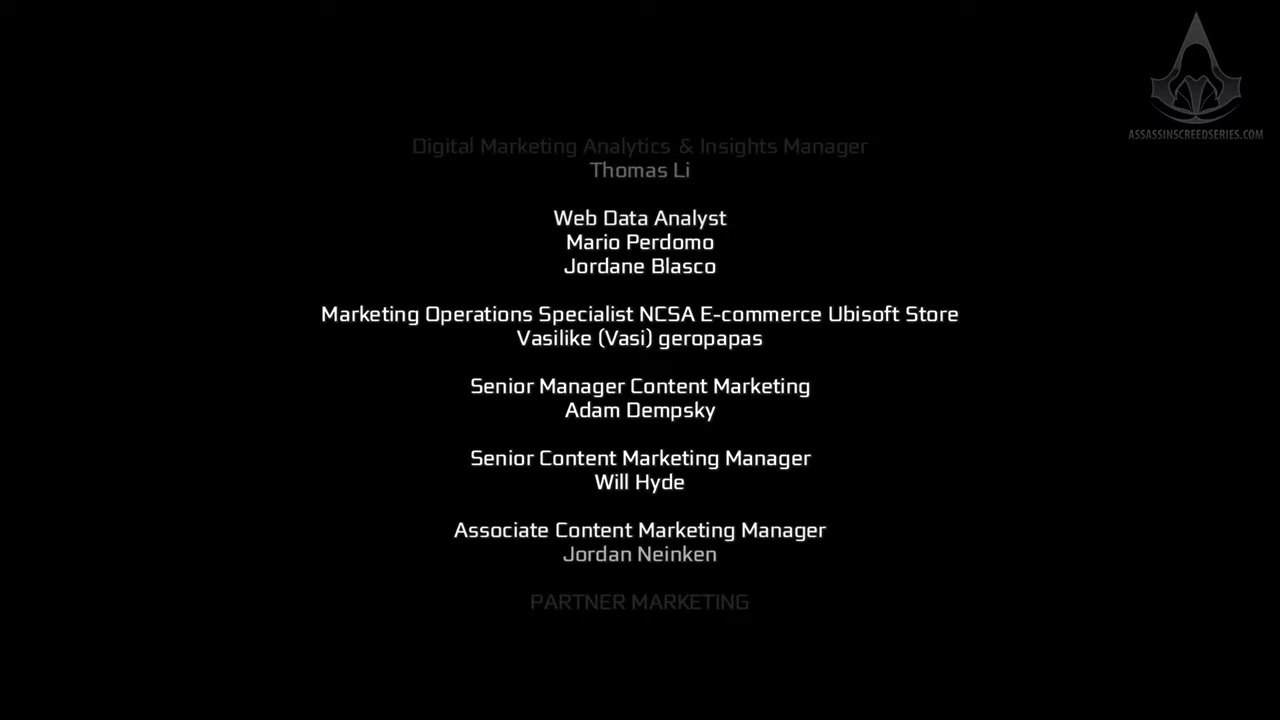 ASSASSINSCREEDSERIES.COM
Digital Marketing Analytics & Insights Manager
Thomas Li
Web Data Analyst
Mario Perdomo
Jordane Blasco
Marketing Operations Specialist NCSA E-commerce Ubisoft Store
Vasilike (Vasi) geropapas
Senior Manager Content Marketing
Adam Dempsky
Senior Content Marketing Manager
Will Hyde
Associate Content Marketing Manager
Jordan Neinken
PARTNER MARKETING